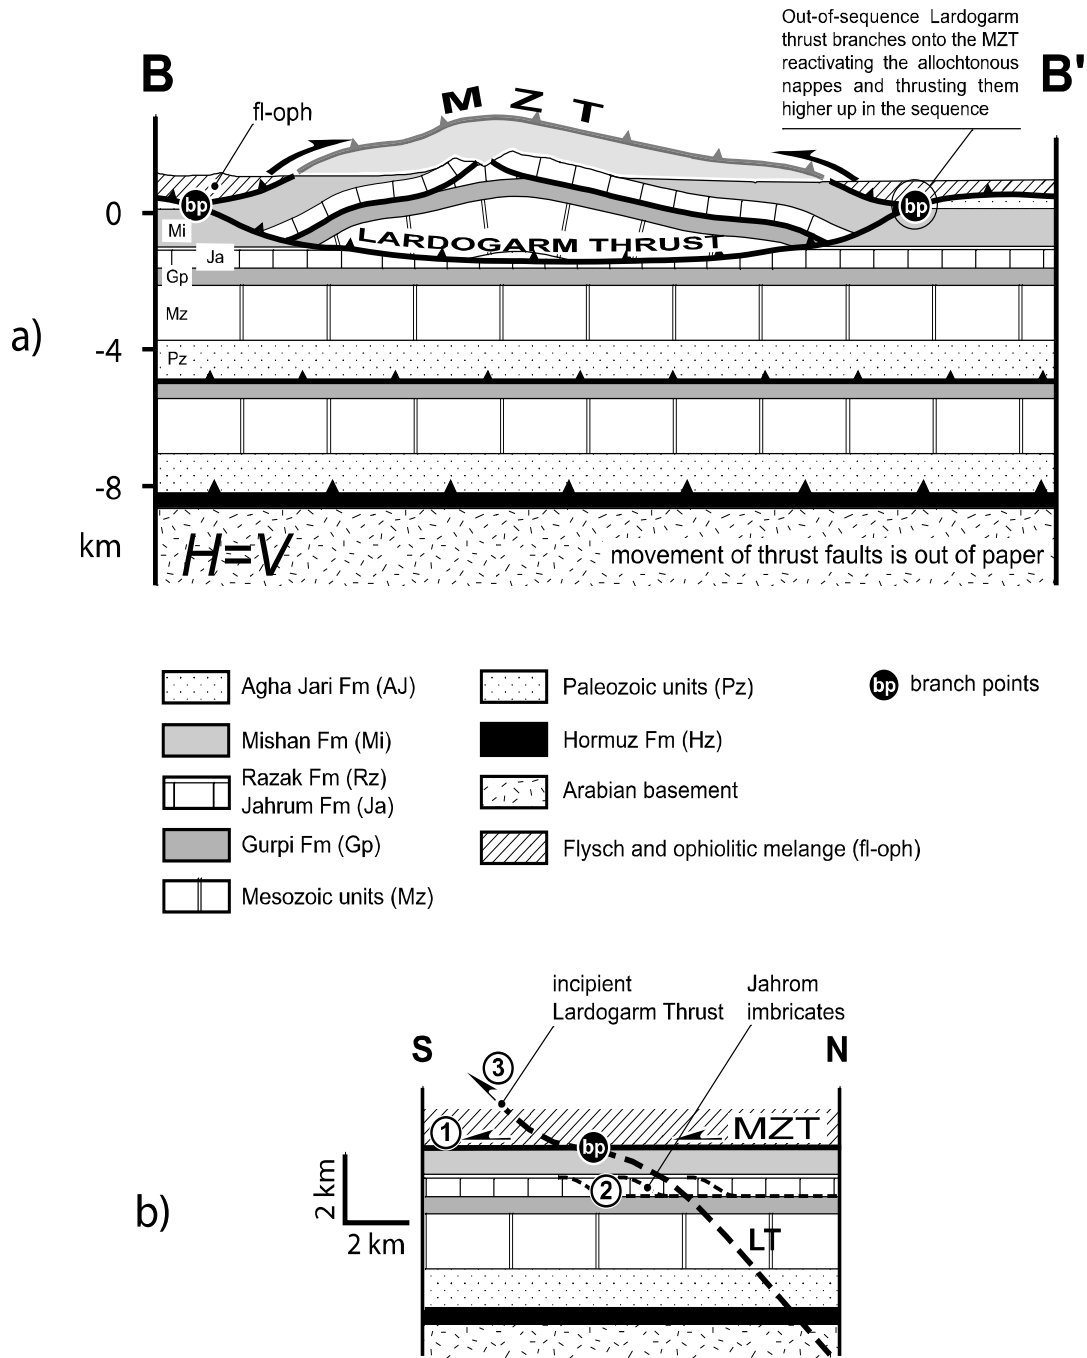 Out-of-sequence Lardogarm
thrust branches onto the MZT
reactivating the allochtonous
nappes and thrusting them
higher up in the sequence
B
B'
M Z T
fl-oph
bp
bp
0
Mi
LARDOGARM THRUST
Ja
Gp
Mz
a)
-4
Pz
-8
km
H=V
movement of thrust faults is out of paper
Agha Jari Fm (AJ)
Mishan Fm (Mi)
Razak Fm (Rz)
Jahrum Fm (Ja)
Gurpi Fm (Gp)
Mesozoic units (Mz)
Paleozoic units (Pz)
Hormuz Fm (Hz)
Arabian basement
Flysch and ophiolitic melange (fl-oph)
bp branch points
incipient
Lardogarm Thrust
Jahrom
imbricates
S
N
3
1
MZT
bp
2
b)
2 km
2 km
LT